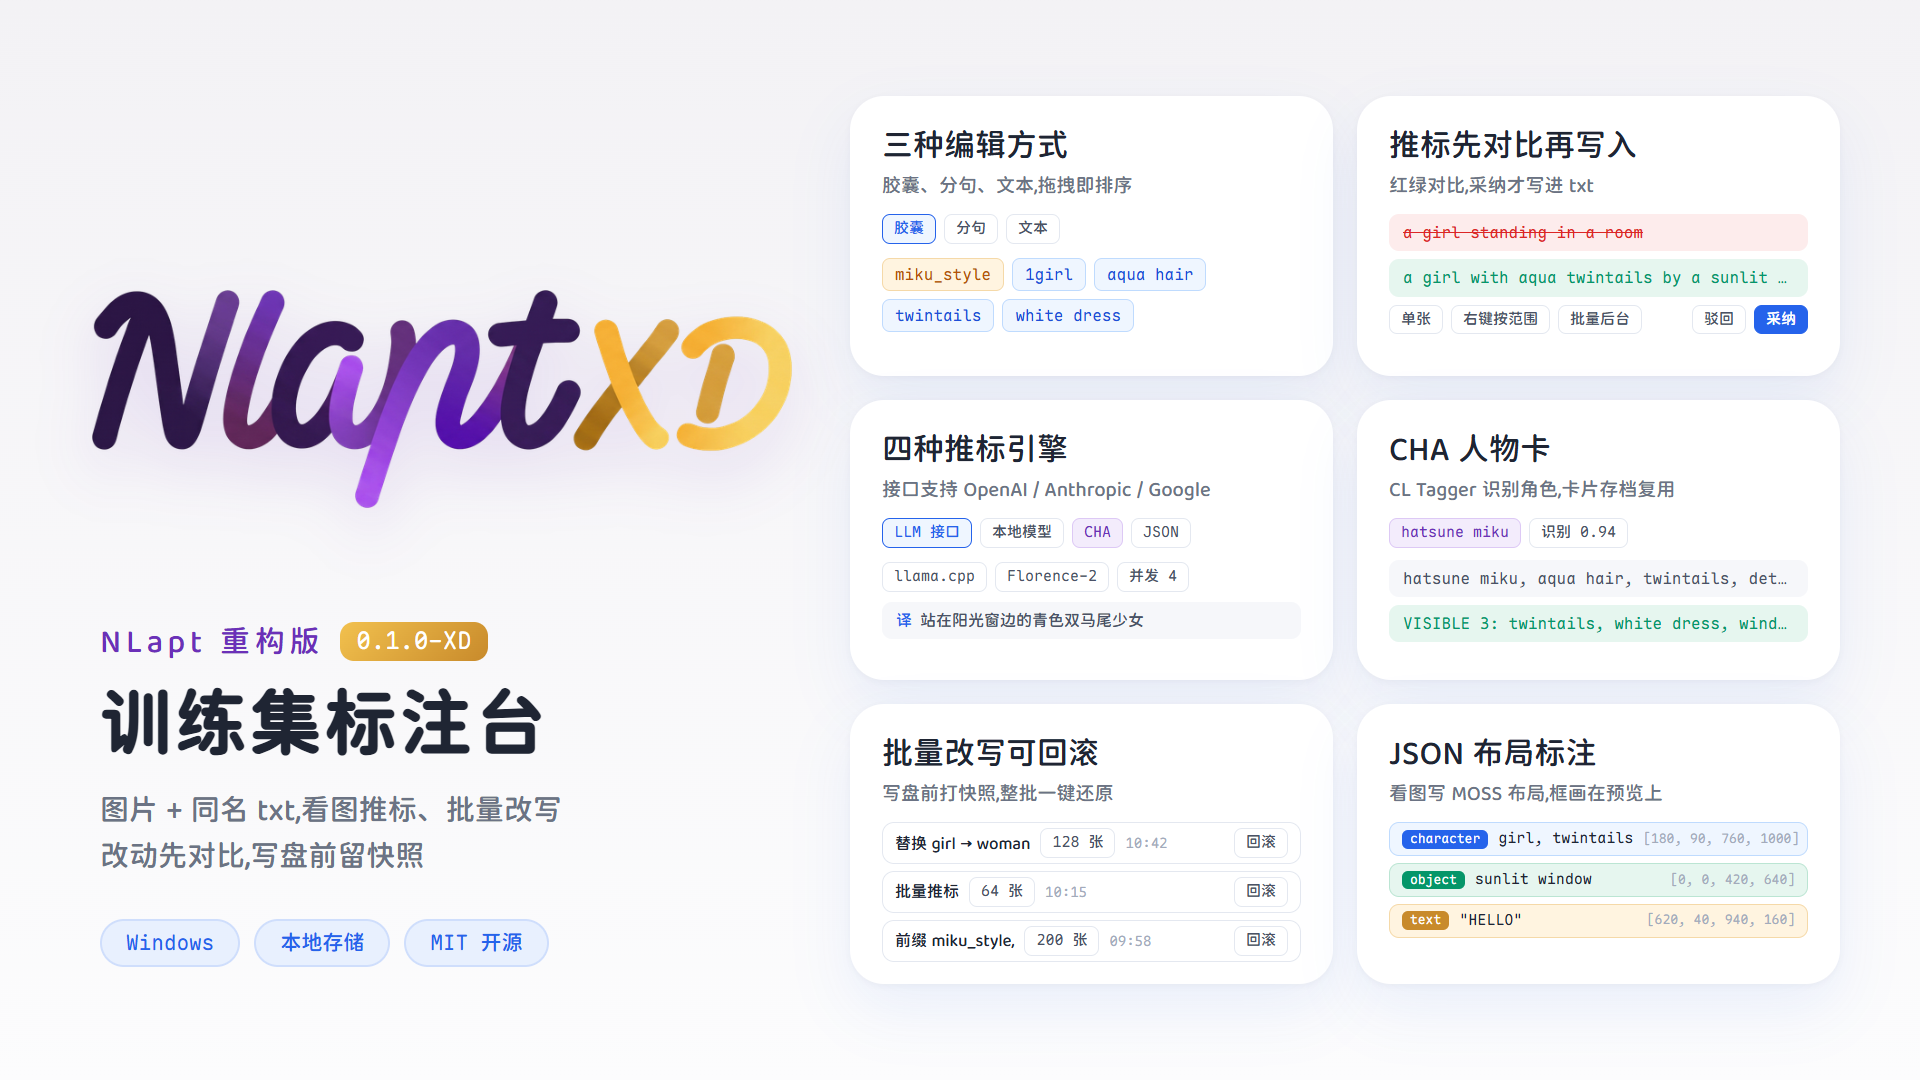 NlaptXD
NLapt 重构版 0.1.0-XD
训练集标注台
图片 + 同名 txt,看图推标、批量改写
改动先对比,写盘前留快照
Windows 本地存储 MIT 开源
三种编辑方式
胶囊、分句、文本,拖拽即排序
胶囊 分句 文本
miku_style 1girl aqua hair
twintails white dress
推标先对比再写入
红绿对比,采纳才写进 txt
a girl standing in a room
a girl with aqua twintails by a sunlit …
单张 右键按范围 批量后台 驳回 采纳
四种推标引擎
接口支持 OpenAI / Anthropic / Google
LLM 接口 本地模型 CHA JSON
llama.cpp Florence-2 并发 4
译 站在阳光窗边的青色双马尾少女
CHA 人物卡
CL Tagger 识别角色,卡片存档复用
hatsune miku 识别 0.94
hatsune miku, aqua hair, twintails, det…
VISIBLE 3: twintails, white dress, wind…
批量改写可回滚
写盘前打快照,整批一键还原
替换 girl → woman 128 张 10:42 回滚
批量推标 64 张 10:15 回滚
前缀 miku_style, 200 张 09:58 回滚
JSON 布局标注
看图写 MOSS 布局,框画在预览上
character girl, twintails [180, 90, 760, 1000]
object sunlit window [0, 0, 420, 640]
text "HELLO" [620, 40, 940, 160]